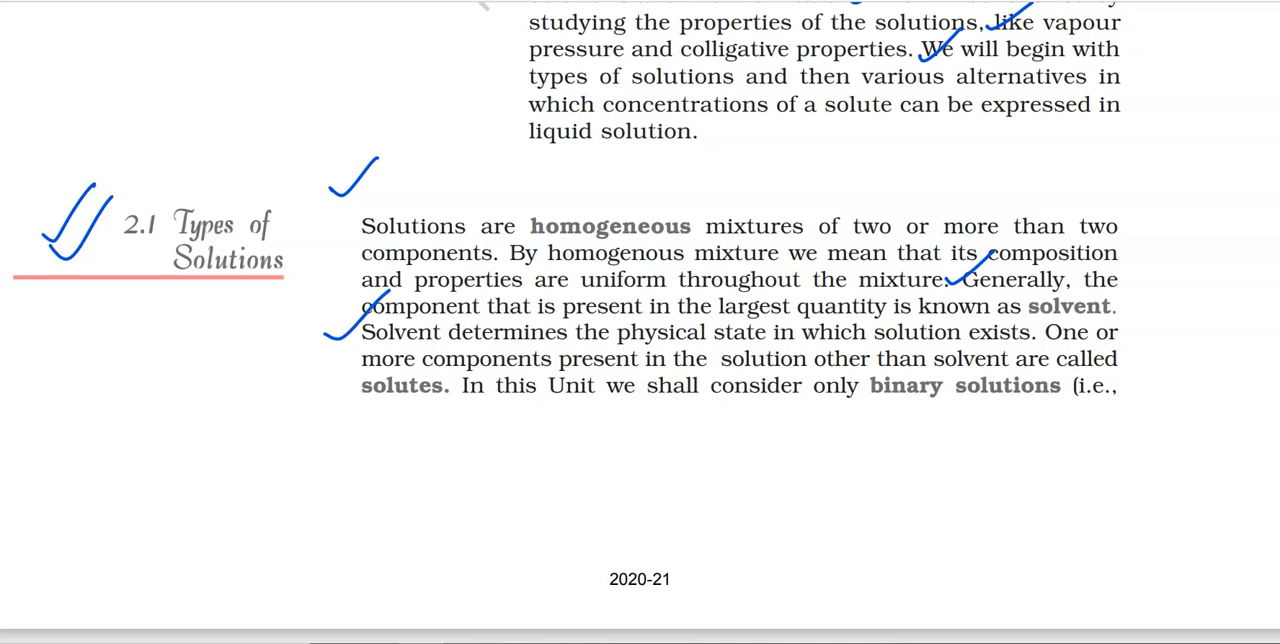 studying the properties of the solutions, like vapour
pressure and colligative properties. We will begin with
types of solutions and then various alternatives in
which concentrations of a solute can be expressed in
liquid solution.
2.1 Types of
Solutions
Solutions are homogeneous mixtures of two or more than two
components. By homogenous mixture we mean that its composition
and properties are uniform throughout the mixture. Generally, the
component that is present in the largest quantity is known as solvent.
Solvent determines the physical state in which solution exists. One or
more components present in the solution other than solvent are called
solutes. In this Unit we shall consider only binary solutions (i.e.,
2020-21